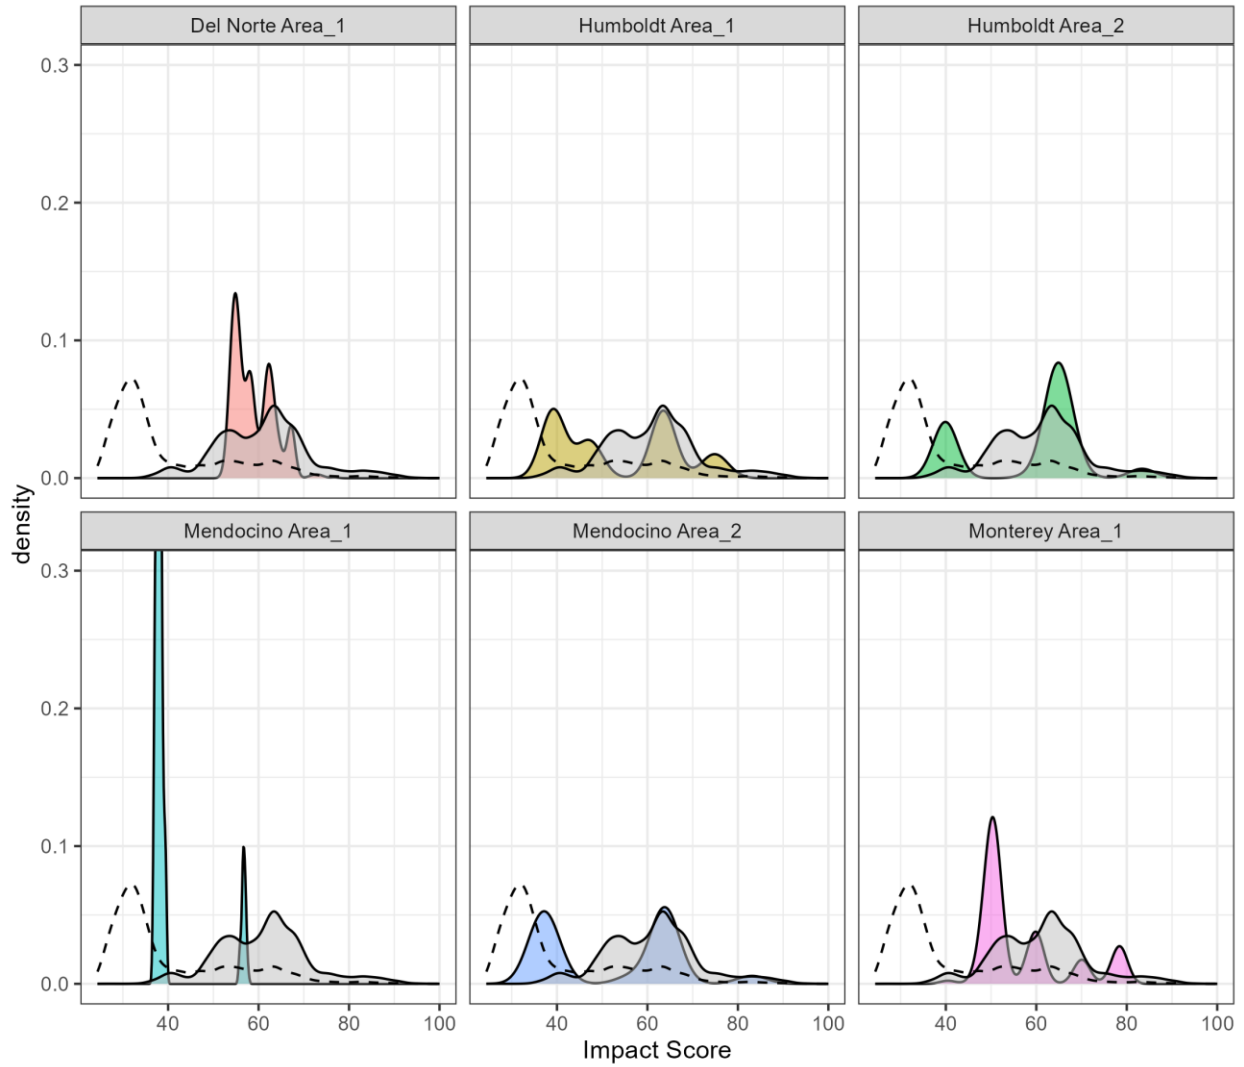 Del Norte Area_1 Humboldt Area_1 Humboldt Area_2
0.3
0.2
0.1
0.0
Mendocino Area_1 Mendocino Area_2 Monterey Area_1
0.3
0.2
0.1
0.0
density
40 60 80 100 40 60 80 100 40 60 80 100
Impact Score